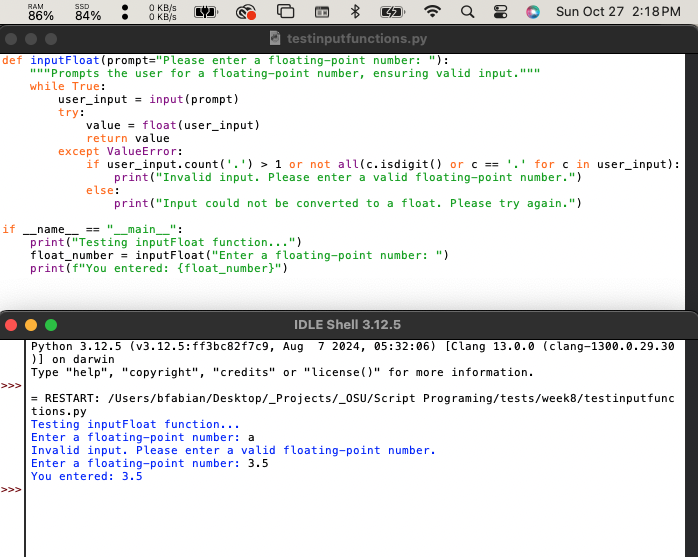 RAM SSD 0 KB/s
86% 84% 0 KB/s Sun Oct 27 2:18 PM
testinputfunctions.py
def inputFloat(prompt="Please enter a floating-point number: "):
    """Prompts the user for a floating-point number, ensuring valid input."""
    while True:
        user_input = input(prompt)
        try:
            value = float(user_input)
            return value
        except ValueError:
            if user_input.count('.') > 1 or not all(c.isdigit() or c == '.' for c in user_input):
                print("Invalid input. Please enter a valid floating-point number.")
            else:
                print("Input could not be converted to a float. Please try again.")
if __name__ == "__main__":
    print("Testing inputFloat function...")
    float_number = inputFloat("Enter a floating-point number: ")
    print(f"You entered: {float_number}")
IDLE Shell 3.12.5
Python 3.12.5 (v3.12.5:ff3bc82f7c9, Aug  7 2024, 05:32:06) [Clang 13.0.0 (clang-1300.0.29.30
)] on darwin
Type "help", "copyright", "credits" or "license()" for more information.
>>>
= RESTART: /Users/bfabian/Desktop/_Projects/_OSU/Script Programing/tests/week8/testinputfunc
tions.py
Testing inputFloat function...
Enter a floating-point number: a
Invalid input. Please enter a valid floating-point number.
Enter a floating-point number: 3.5
You entered: 3.5
>>>